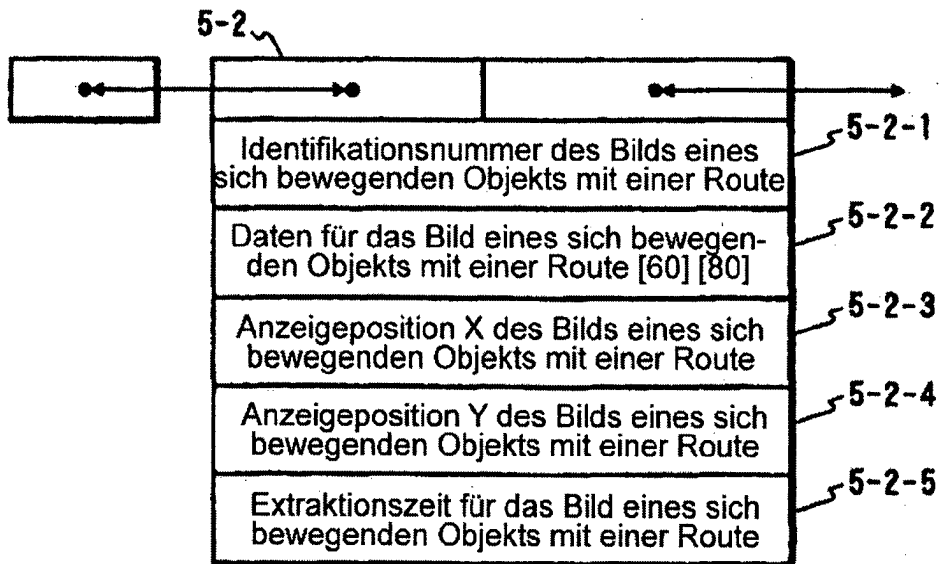 5-2
5-2-1
Identifikationsnummer des Bilds eines
sich bewegenden Objekts mit einer Route
5-2-2
Daten für das Bild eines sich bewegen-
den Objekts mit einer Route [60] [80]
5-2-3
Anzeigeposition X des Bilds eines sich
bewegenden Objekts mit einer Route
5-2-4
Anzeigeposition Y des Bilds eines sich
bewegenden Objekts mit einer Route
5-2-5
Extraktionszeit für das Bild eines sich
bewegenden Objekts mit einer Route